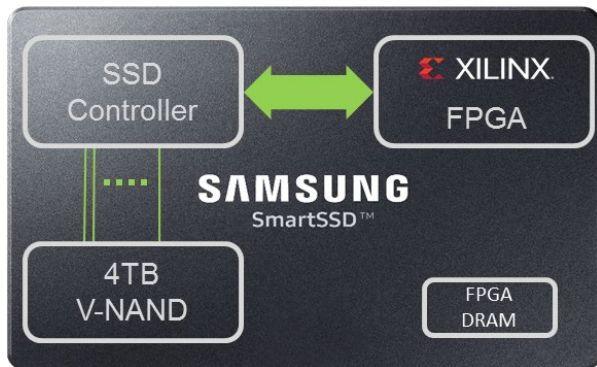 SSD
Controller
XILINX.
FPGA
SAMSUNG
SmartSSD™
4TB
V-NAND
FPGA
DRAM